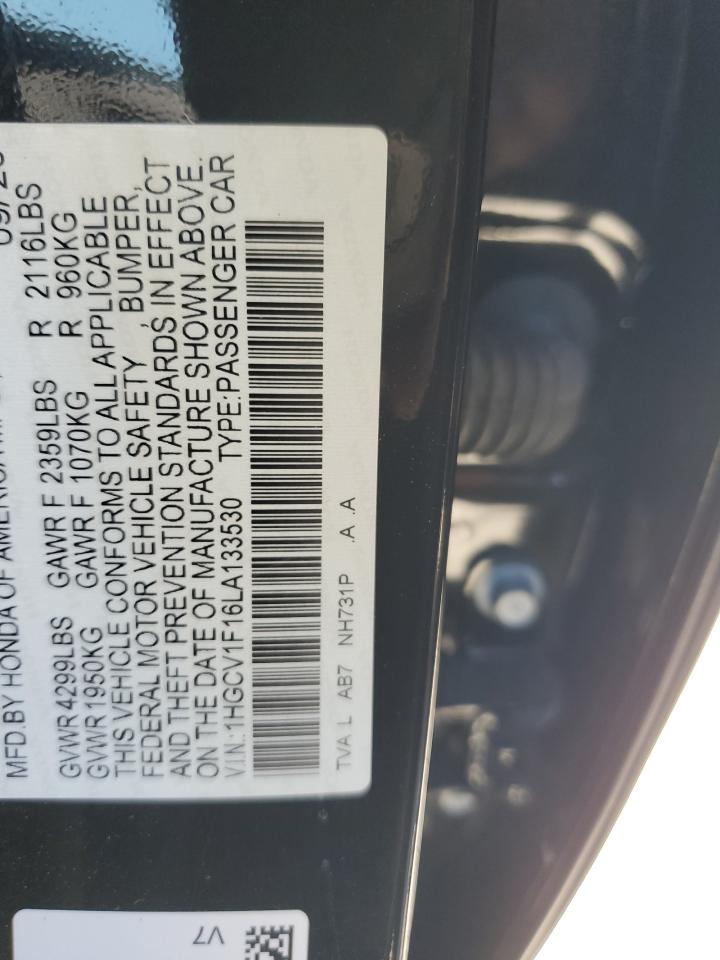 MFD.BY HONDA OF AMERICA
GVWR 4299LBS GAWR F 2359LBS R 2116LBS
GVWR 1950KG GAWR F 1070KG R 960KG
THIS VEHICLE CONFORMS TO ALL APPLICABLE
FEDERAL MOTOR VEHICLE SAFETY , BUMPER,
AND THEFT PREVENTION STANDARDS IN EFFECT
ON THE DATE OF MANUFACTURE SHOWN ABOVE.
V.I.N.:1HGCV1F16LA133530 TYPE:PASSENGER CAR
TVA L AB7 NH731P .A .A
V7